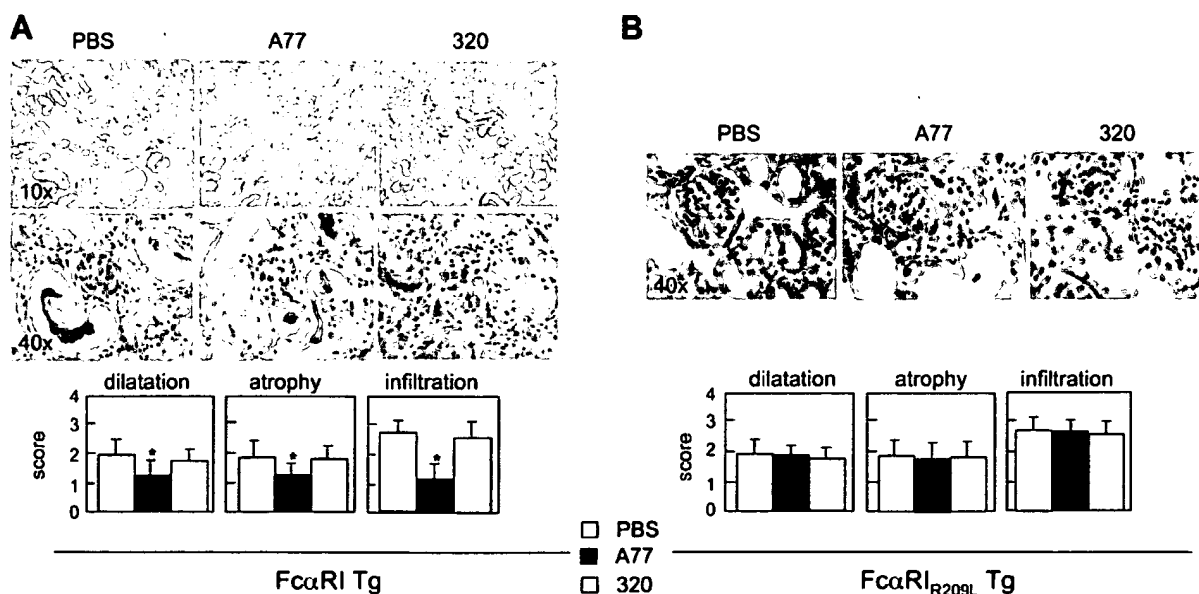 A
PBS A77 320
10x
40x
dilatation atrophy infiltration
4
3
2
1
0
score
* * *
FcαRI Tg
B
PBS A77 320
40x
dilatation atrophy infiltration
4
3
2
1
0
score
FcαRI_R209L Tg
PBS
A77
320